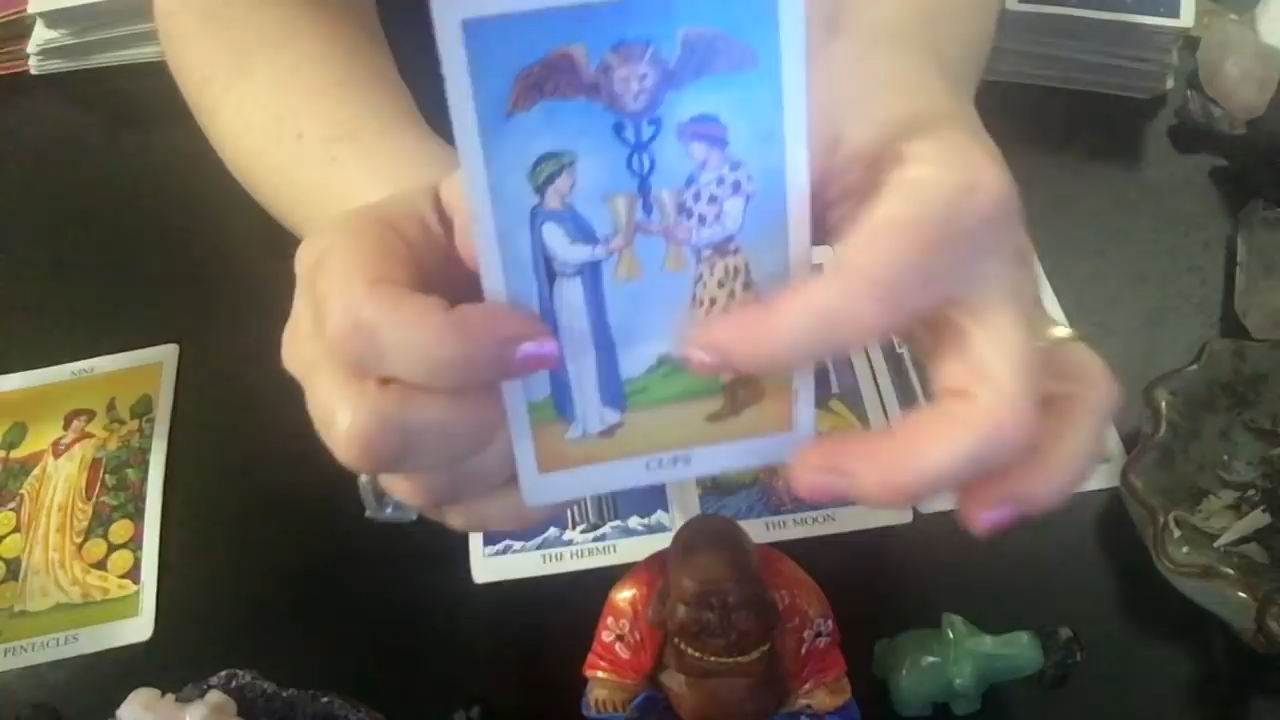 CUPS
NINE
PENTACLES
THE HERMIT
THE MOON